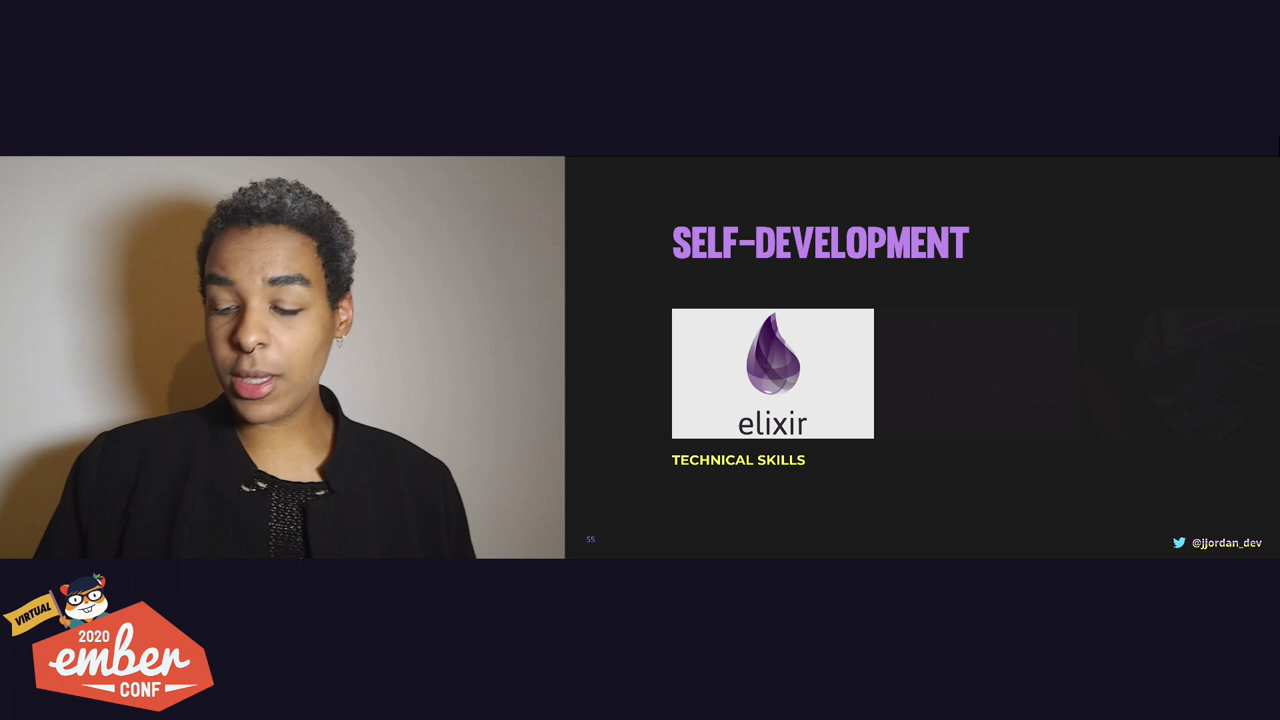 SELF-DEVELOPMENT
elixir
TECHNICAL SKILLS
55
@jjordan_dev
VIRTUAL
2020
ember
CONF